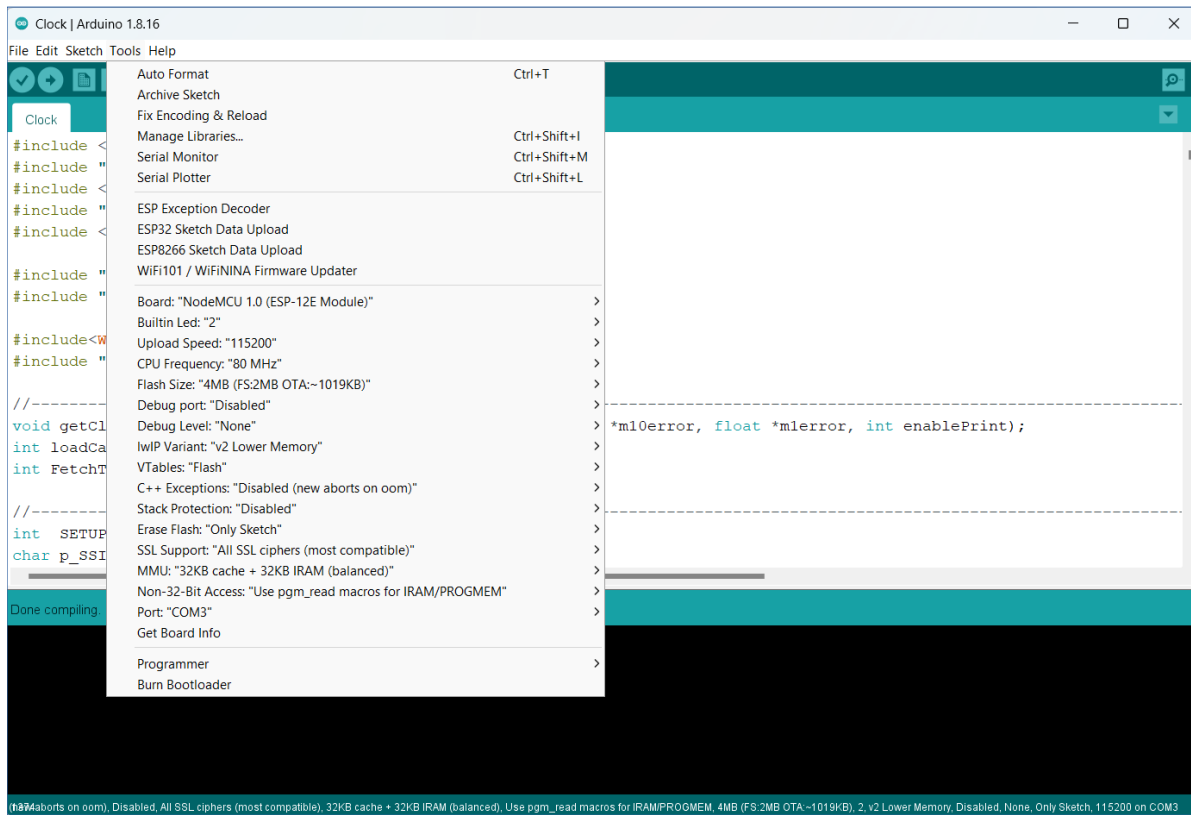 Clock | Arduino 1.8.16
File Edit Sketch Tools Help
Auto Format Ctrl+T
Archive Sketch
Fix Encoding & Reload
Manage Libraries... Ctrl+Shift+I
Serial Monitor Ctrl+Shift+M
Serial Plotter Ctrl+Shift+L
ESP Exception Decoder
ESP32 Sketch Data Upload
ESP8266 Sketch Data Upload
WiFi101 / WiFiNINA Firmware Updater
Board: "NodeMCU 1.0 (ESP-12E Module)"
Builtin Led: "2"
Upload Speed: "115200"
CPU Frequency: "80 MHz"
Flash Size: "4MB (FS:2MB OTA:~1019KB)"
Debug port: "Disabled"
Debug Level: "None"
lwIP Variant: "v2 Lower Memory"
VTables: "Flash"
C++ Exceptions: "Disabled (new aborts on oom)"
Stack Protection: "Disabled"
Erase Flash: "Only Sketch"
SSL Support: "All SSL ciphers (most compatible)"
MMU: "32KB cache + 32KB IRAM (balanced)"
Non-32-Bit Access: "Use pgm_read macros for IRAM/PROGMEM"
Port: "COM3"
Get Board Info
Programmer
Burn Bootloader
Clock
#include <
#include "
#include <
#include "
#include <
#include "
#include "
#include<W
#include "
//-------- --------------------------------
void getCl *m10error, float *m1error, int enablePrint);
int loadCa
int FetchT
//-------- --------------------------------
int SETUP
char p_SSI
Done compiling.
aborts on oom), Disabled, All SSL ciphers (most compatible), 32KB cache + 32KB IRAM (balanced), Use pgm_read macros for IRAM/PROGMEM, 4MB (FS:2MB OTA:~1019KB), 2, v2 Lower Memory, Disabled, None, Only Sketch, 115200 on COM3